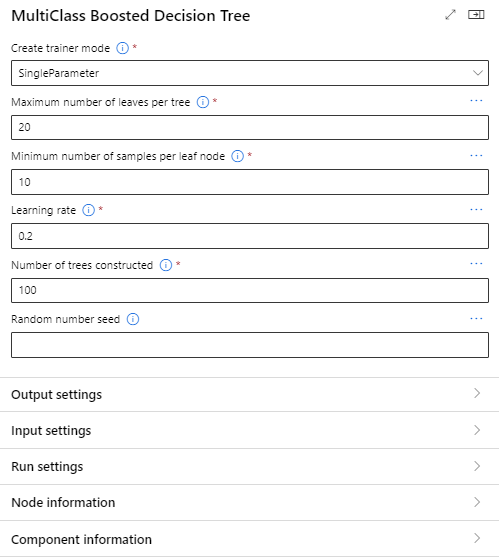 MultiClass Boosted Decision Tree
Create trainer mode *
SingleParameter
Maximum number of leaves per tree * ...
20
Minimum number of samples per leaf node * ...
10
Learning rate * ...
0.2
Number of trees constructed * ...
100
Random number seed ...
Output settings
Input settings
Run settings
Node information
Component information